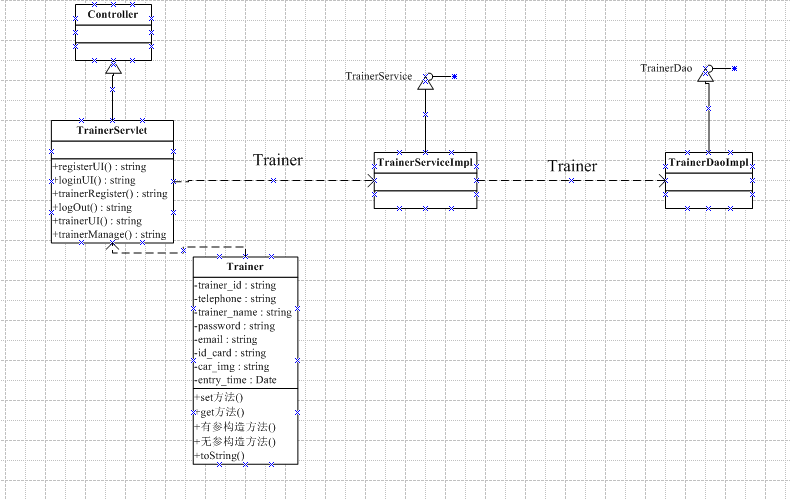 Controller
TrainerService
TrainerDao
TrainerServlet
+registerUI() : string
+loginUI() : string
+trainerRegister() : string
+logOut() : string
+trainerUI() : string
+trainerManage() : string
Trainer
TrainerServiceImpl
Trainer
TrainerDaoImpl
Trainer
-trainer_id : string
-telephone : string
-trainer_name : string
-password : string
-email : string
-id_card : string
-car_img : string
-entry_time : Date
+set方法()
+get方法()
+有参构造方法()
+无参构造方法()
+toString()